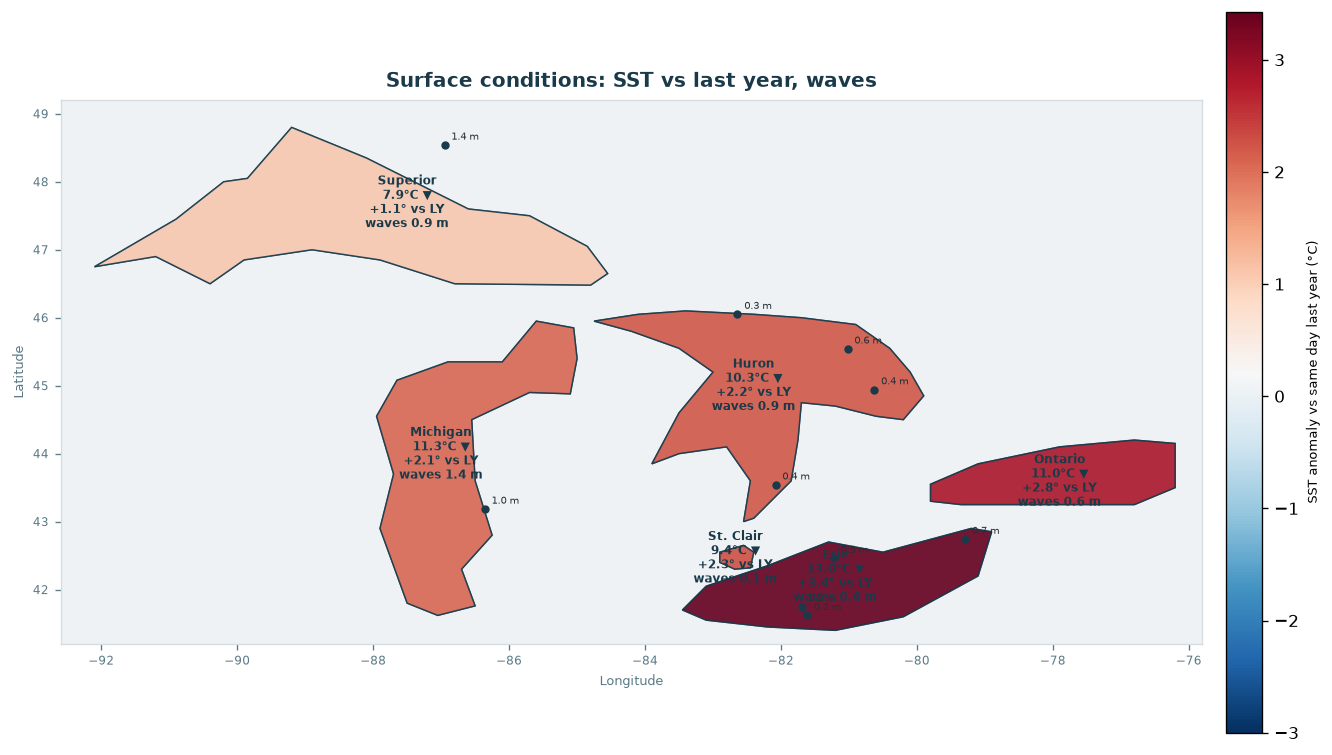 Surface conditions: SST vs last year, waves
49
48
47
46
45
44
43
42
Latitude
−92
−90
−88
−86
−84
−82
−80
−78
−76
Longitude
1.4 m
Superior
7.9°C ▼
+1.1° vs LY
waves 0.9 m
0.3 m
0.6 m
0.4 m
Huron
10.3°C ▼
+2.2° vs LY
waves 0.9 m
0.4 m
Michigan
11.3°C ▼
+2.1° vs LY
waves 1.4 m
1.0 m
Ontario
11.0°C ▼
+2.8° vs LY
waves 0.6 m
St. Clair
9.4°C ▼
+2.3° vs LY
waves 0.1 m
vs LY
waves
3
2
1
0
−1
−2
−3
SST anomaly vs same day last year (°C)